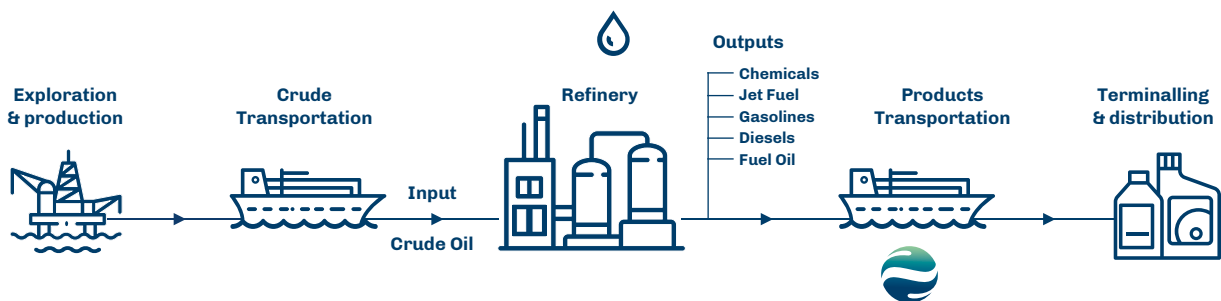 Exploration
& production
Crude
Transportation
Input
Crude Oil
Refinery
Outputs
Chemicals
Jet Fuel
Gasolines
Diesels
Fuel Oil
Products
Transportation
Terminalling
& distribution